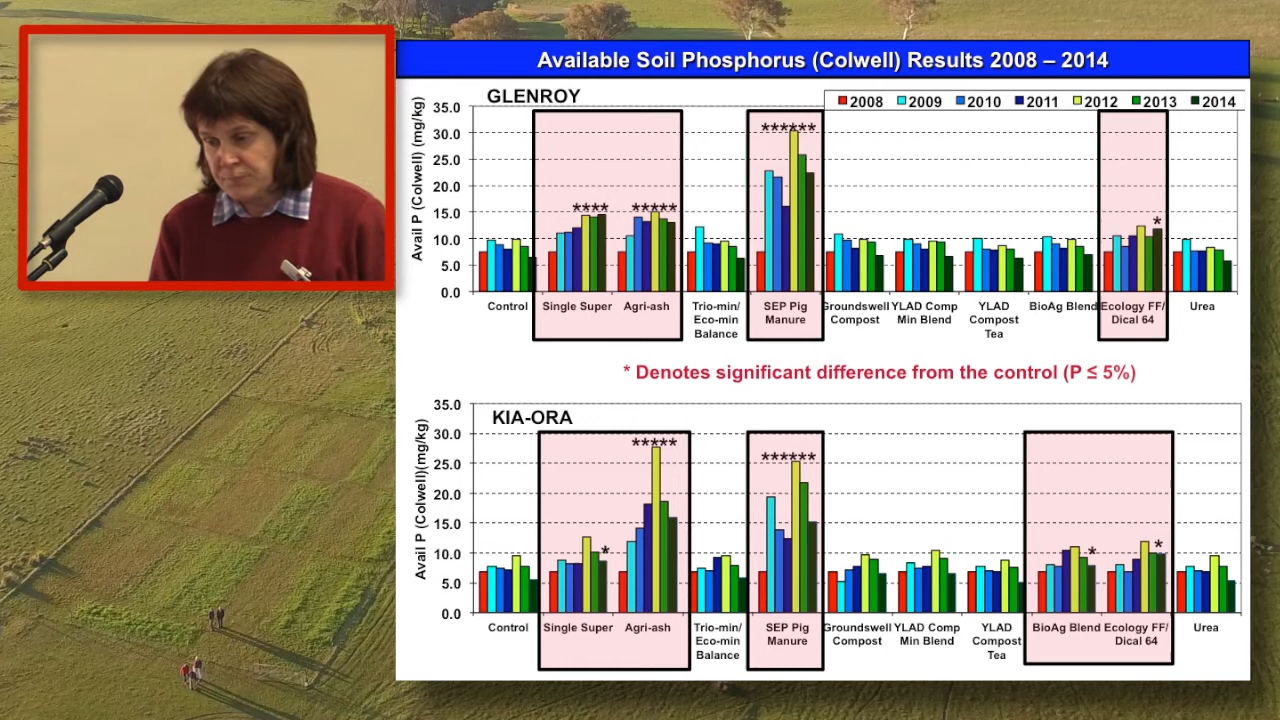 Available Soil Phosphorus (Colwell) Results 2008 – 2014
GLENROY
2008 2009 2010 2011 2012 2013 2014
Avail P (Colwell) (mg/kg)
35.0
30.0
25.0
20.0
15.0
10.0
5.0
0.0
******
****
*****
*
Control Single Super Agri-ash Trio-min/ Eco-min Balance SEP Pig Manure Groundswell Compost YLAD Comp Min Blend YLAD Compost Tea BioAg Blend Ecology FF/ Dical 64 Urea
* Denotes significant difference from the control (P ≤ 5%)
KIA-ORA
Avail P (Colwell)(mg/kg)
35.0
30.0
25.0
20.0
15.0
10.0
5.0
0.0
*****
******
*
*
*
Control Single Super Agri-ash Trio-min/ Eco-min Balance SEP Pig Manure Groundswell Compost YLAD Comp Min Blend YLAD Compost Tea BioAg Blend Ecology FF/ Dical 64 Urea